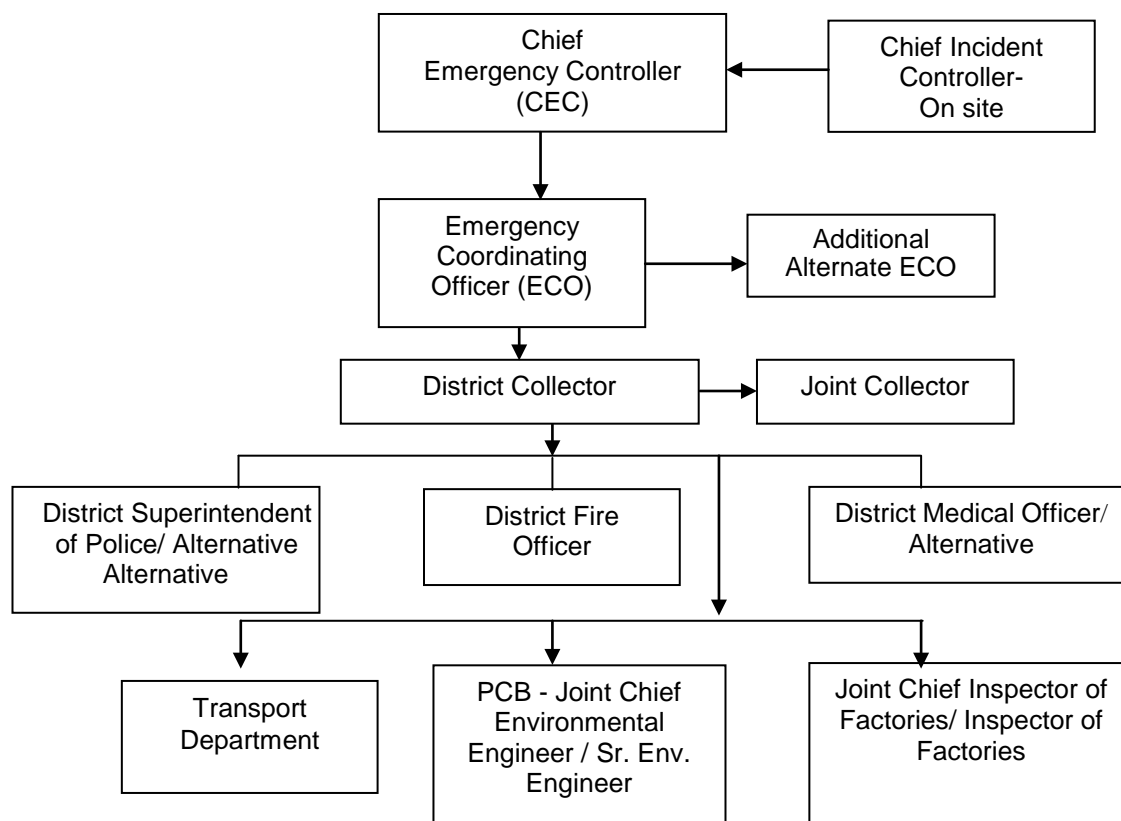 Chief
Emergency Controller
(CEC)
Chief Incident
Controller-
On site
Emergency
Coordinating
Officer (ECO)
Additional
Alternate ECO
District Collector
Joint Collector
District Superintendent
of Police/ Alternative
Alternative
District Fire
Officer
District Medical Officer/
Alternative
Transport
Department
PCB - Joint Chief
Environmental
Engineer / Sr. Env.
Engineer
Joint Chief Inspector of
Factories/ Inspector of
Factories